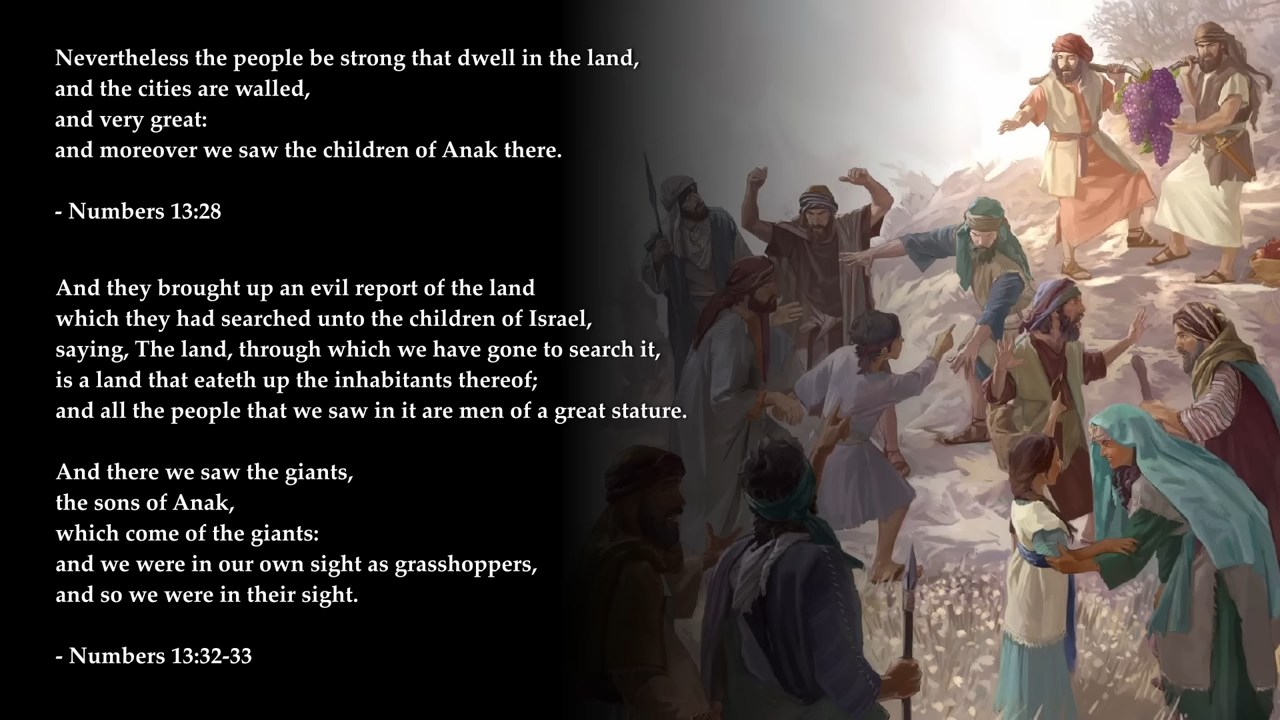 Nevertheless the people be strong that dwell in the land,
and the cities are walled,
and very great:
and moreover we saw the children of Anak there.
- Numbers 13:28
And they brought up an evil report of the land
which they had searched unto the children of Israel,
saying, The land, through which we have gone to search it,
is a land that eateth up the inhabitants thereof;
and all the people that we saw in it are men of a great stature.
And there we saw the giants,
the sons of Anak,
which come of the giants:
and we were in our own sight as grasshoppers,
and so we were in their sight.
- Numbers 13:32-33